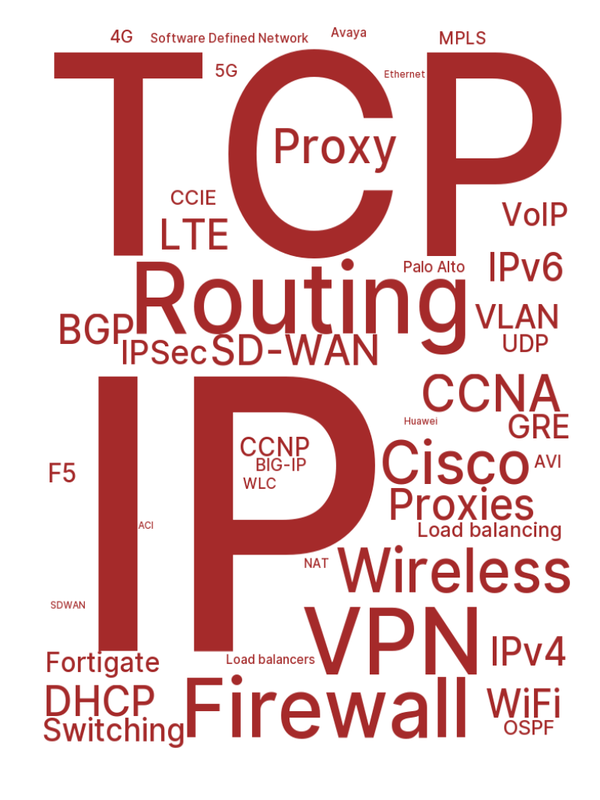 4G
Software Defined Network
Avaya
MPLS
TCP
5G
Ethernet
Proxy
CCIE
LTE
VoIP
Palo Alto
IPv6
Routing
VLAN
BGP
UDP
IPSec
SD-WAN
IP
CCNA
Huawei
GRE
CCNP
BIG-IP
WLC
Cisco
AVI
F5
Proxies
ACI
Load balancing
NAT
Wireless
SDWAN
VPN
IPv4
Fortigate
Load balancers
DHCP
Firewall
WiFi
Switching
OSPF